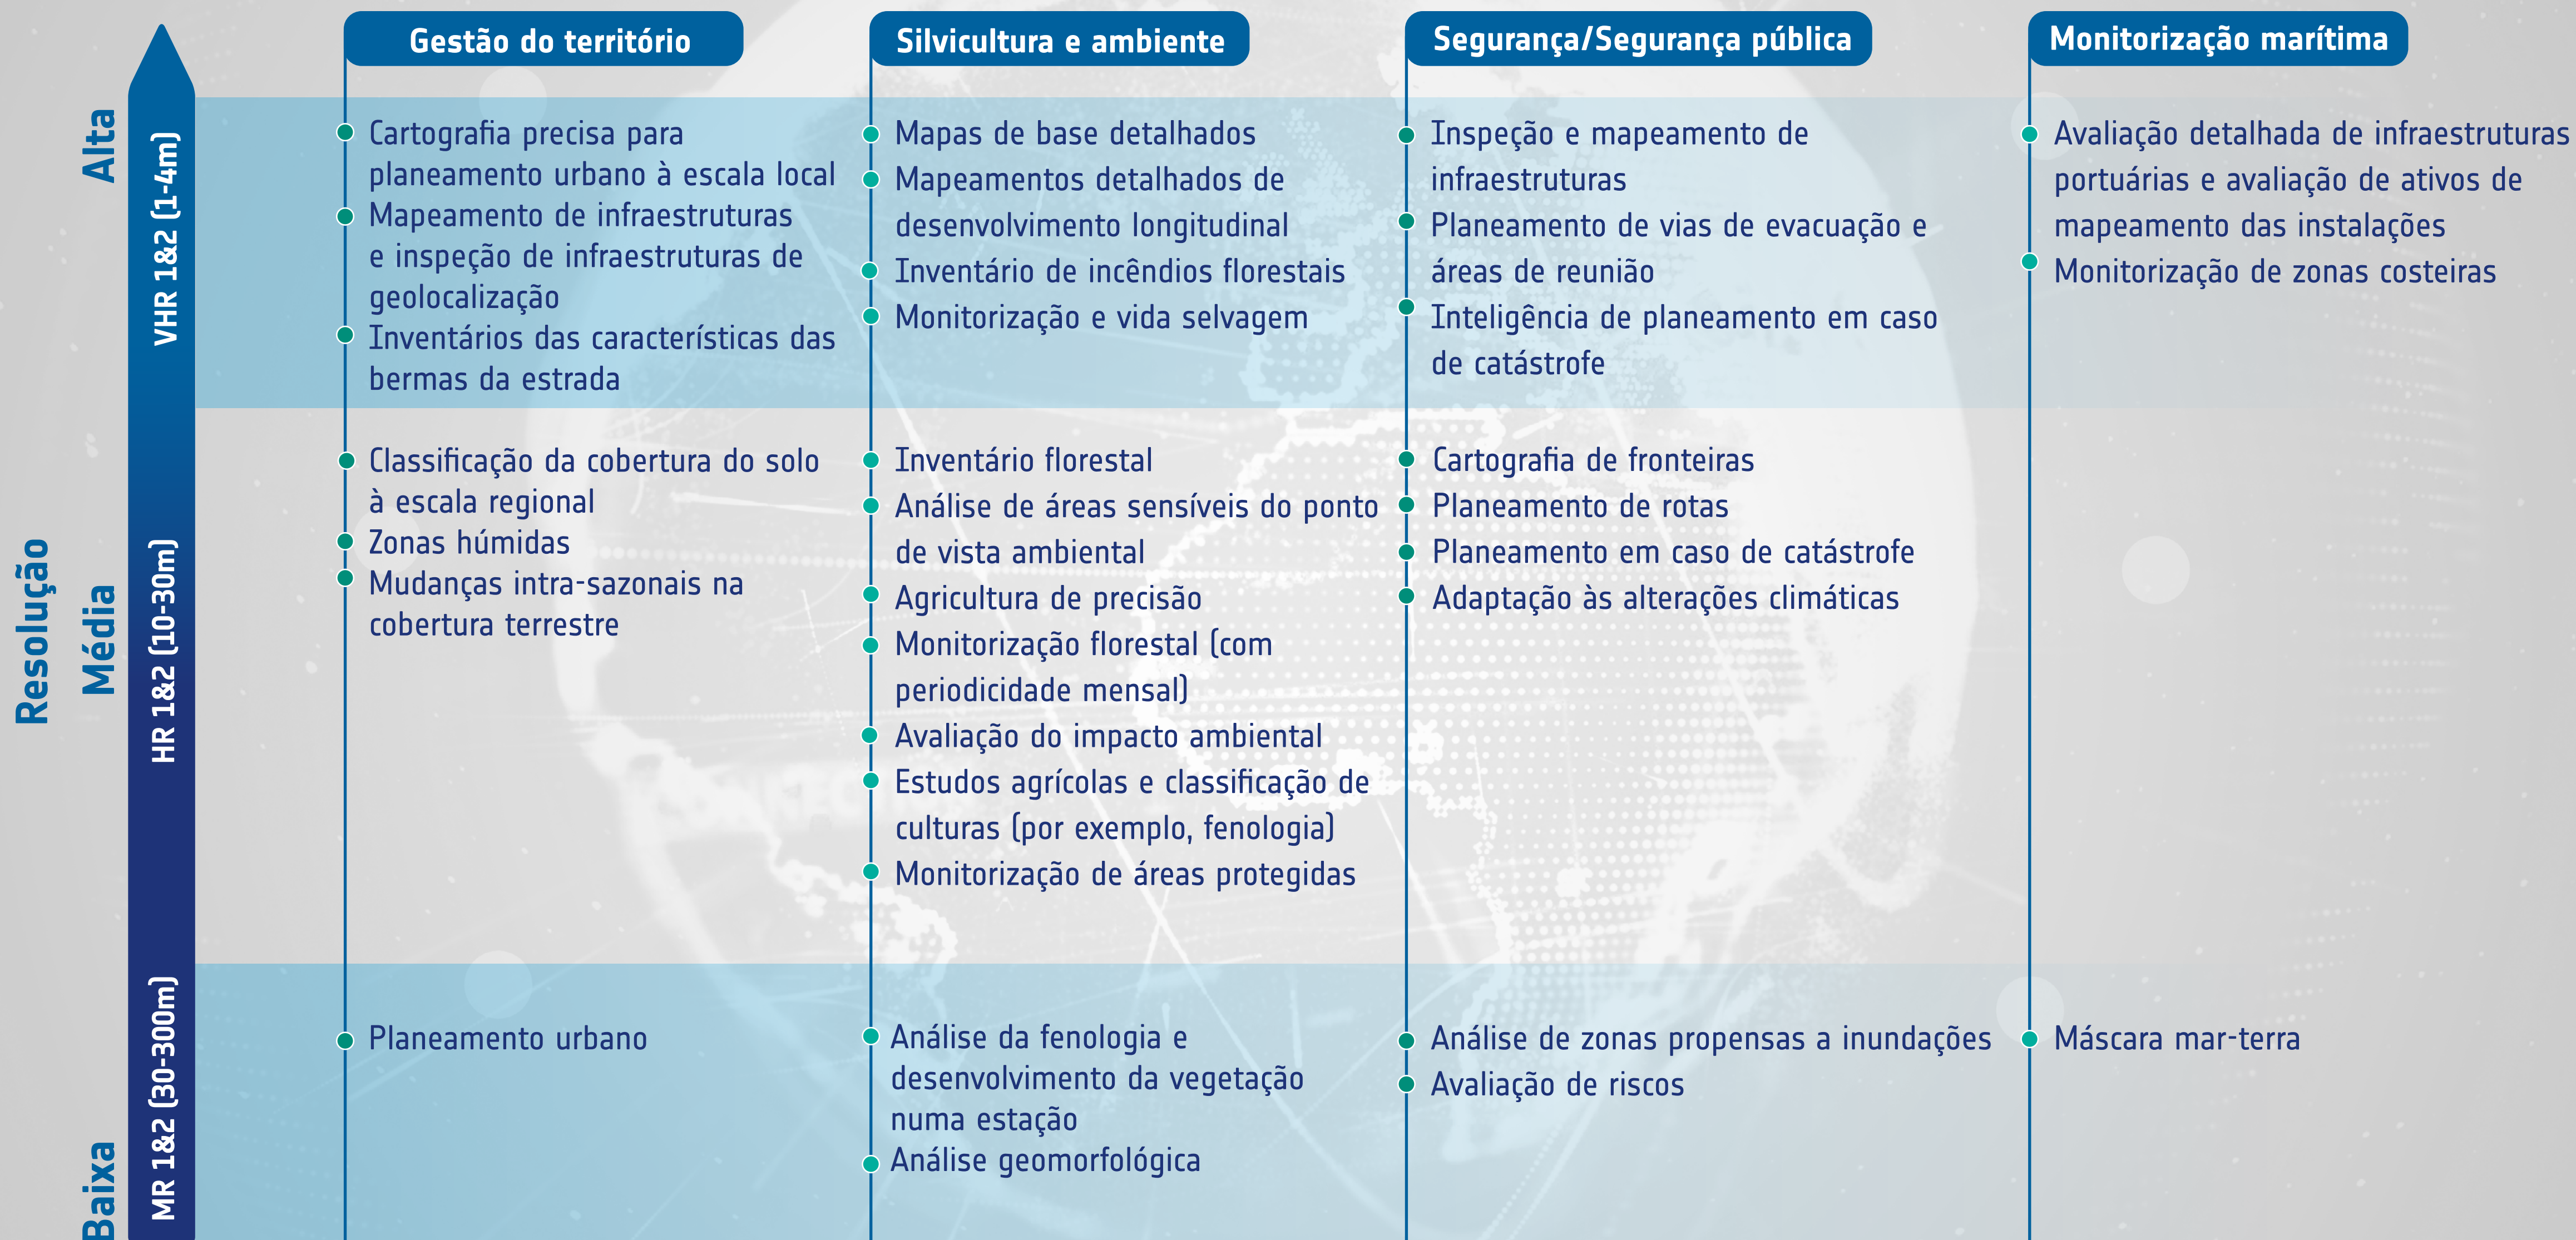 Gestão do território
Silvicultura e ambiente
Segurança/Segurança pública
Monitorização marítima
Resolução
Alta
VHR 1&2 (1-4m)
Cartografia precisa para
planeamento urbano à escala local
Mapeamento de infraestruturas
e inspeção de infraestruturas de
geolocalização
Inventários das características das
bermas da estrada
Mapas de base detalhados
Mapeamentos detalhados de
desenvolvimento longitudinal
Inventário de incêndios florestais
Monitorização e vida selvagem
Inspeção e mapeamento de
infraestruturas
Planeamento de vias de evacuação e
áreas de reunião
Inteligência de planeamento em caso
de catástrofe
Avaliação detalhada de infraestruturas
portuárias e avaliação de ativos de
mapeamento das instalações
Monitorização de zonas costeiras
Média
HR 1&2 (10-30m)
Classificação da cobertura do solo
à escala regional
Zonas húmidas
Mudanças intra-sazonais na
cobertura terrestre
Inventário florestal
Análise de áreas sensíveis do ponto
de vista ambiental
Agricultura de precisão
Monitorização florestal (com
periodicidade mensal)
Avaliação do impacto ambiental
Estudos agrícolas e classificação de
culturas (por exemplo, fenologia)
Monitorização de áreas protegidas
Cartografia de fronteiras
Planeamento de rotas
Planeamento em caso de catástrofe
Adaptação às alterações climáticas
Baixa
MR 1&2 (30-300m)
Planeamento urbano
Análise da fenologia e
desenvolvimento da vegetação
numa estação
Análise geomorfológica
Análise de zonas propensas a inundações
Avaliação de riscos
Máscara mar-terra